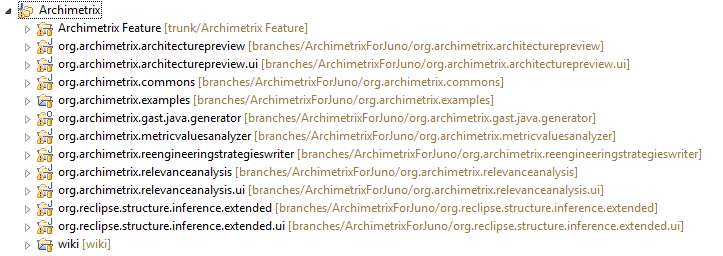 Archimetrix
Archimetrix Feature [trunk/Archimetrix Feature]
org.archimetrix.architecturepreview [branches/ArchimetrixForJuno/org.archimetrix.architecturepreview]
org.archimetrix.architecturepreview.ui [branches/ArchimetrixForJuno/org.archimetrix.architecturepreview.ui]
org.archimetrix.commons [branches/ArchimetrixForJuno/org.archimetrix.commons]
org.archimetrix.examples [branches/ArchimetrixForJuno/org.archimetrix.examples]
org.archimetrix.gast.java.generator [branches/ArchimetrixForJuno/org.archimetrix.gast.java.generator]
org.archimetrix.metricvaluesanalyzer [branches/ArchimetrixForJuno/org.archimetrix.metricvaluesanalyzer]
org.archimetrix.reengineeringstrategieswriter [branches/ArchimetrixForJuno/org.archimetrix.reengineeringstrategieswriter]
org.archimetrix.relevanceanalysis [branches/ArchimetrixForJuno/org.archimetrix.relevanceanalysis]
org.archimetrix.relevanceanalysis.ui [branches/ArchimetrixForJuno/org.archimetrix.relevanceanalysis.ui]
org.reclipse.structure.inference.extended [branches/ArchimetrixForJuno/org.reclipse.structure.inference.extended]
org.reclipse.structure.inference.extended.ui [branches/ArchimetrixForJuno/org.reclipse.structure.inference.extended.ui]
wiki [wiki]